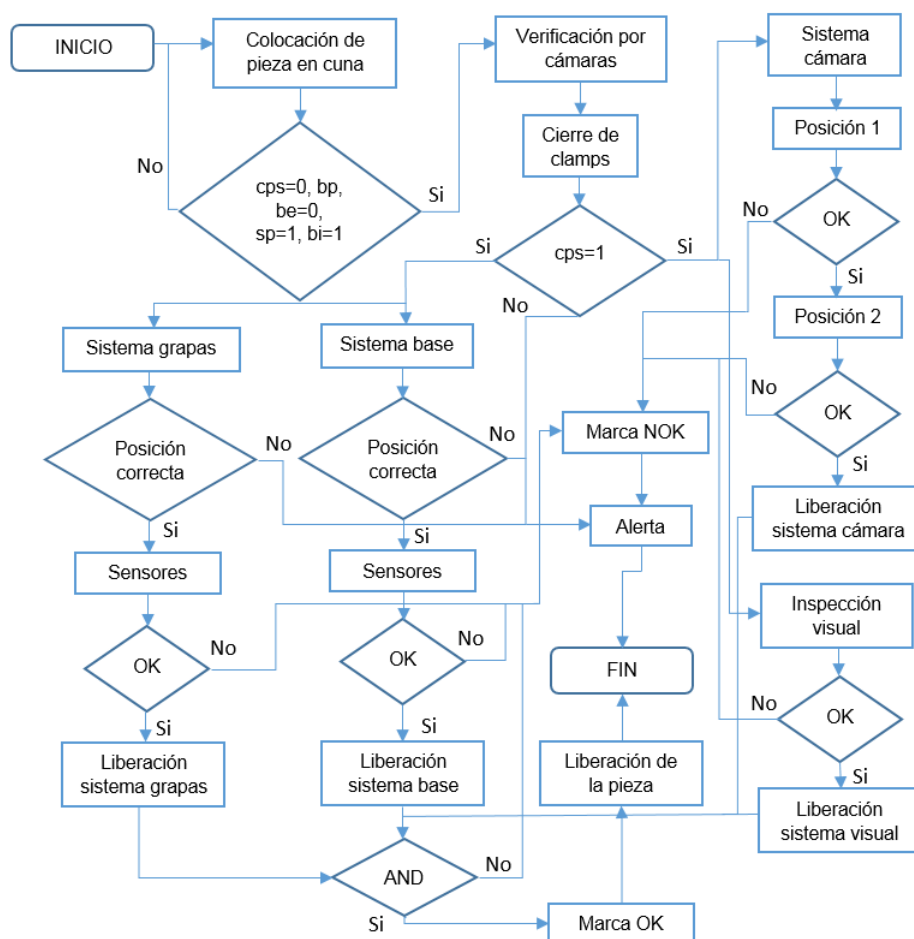 INICIO
Colocación de
pieza en cuna
No
cps=0, bp,
be=0,
sp=1, bi=1
Si
Verificación por
cámaras
Cierre de
clamps
cps=1
Si
Si
No
Sistema cámara
Posición 1
No
OK
Si
Posición 2
No
OK
Si
Liberación
sistema cámara
Sistema grapas
Posición
correcta
No
Si
Sensores
OK
No
Si
Liberación
sistema grapas
Sistema base
Posición
correcta
No
Si
Sensores
OK
No
Si
Liberación
sistema base
AND
No
Si
Marca NOK
Alerta
FIN
Liberación de
la pieza
Marca OK
Inspección
visual
No
OK
Si
Liberación
sistema visual